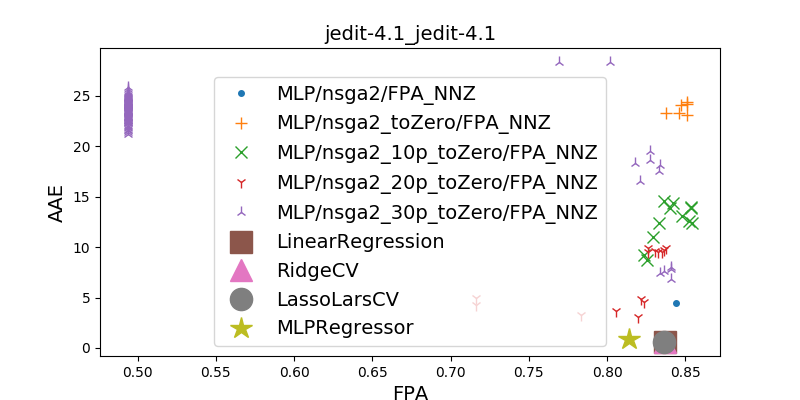 jedit-4.1_jedit-4.1
AAE
25
20
15
10
5
0
MLP/nsga2/FPA_NNZ
MLP/nsga2_toZero/FPA_NNZ
MLP/nsga2_10p_toZero/FPA_NNZ
MLP/nsga2_20p_toZero/FPA_NNZ
MLP/nsga2_30p_toZero/FPA_NNZ
LinearRegression
RidgeCV
LassoLarsCV
MLPRegressor
0.50 0.55 0.60 0.65 0.70 0.75 0.80 0.85
FPA